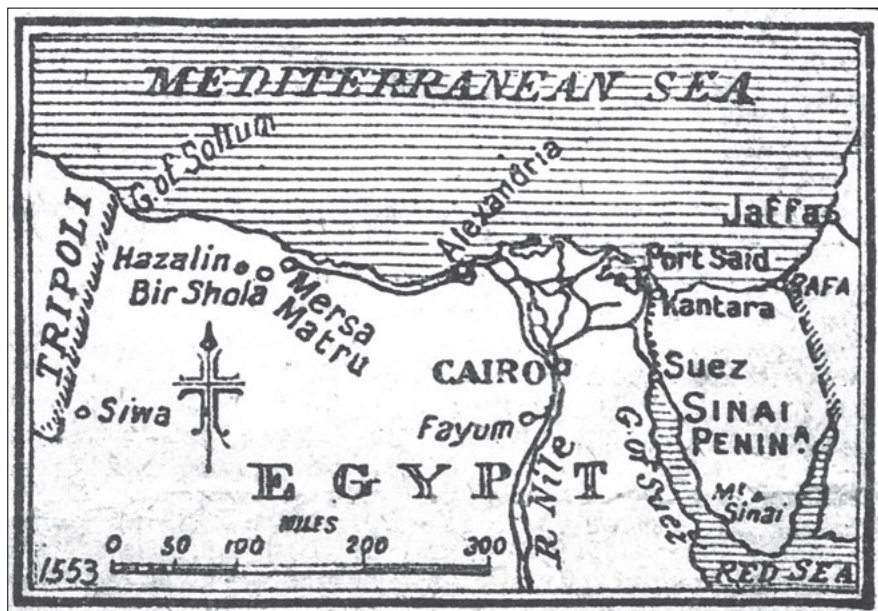 MEDITERRANEAN SEA
G. of Sollum
Alexandria
Jaffa
TRIPOLI
Hazalin
Bir Shola
Mersa
Matru
Port Said
RAFA
Kantara
CAIRO
Suez
Siwa
Fayum
SINAI
PENIN.A
G. of Suez
EGYPT
R Nile
Mt.
Sinai
MILES
0 50 100 200 300
1553
RED SEA